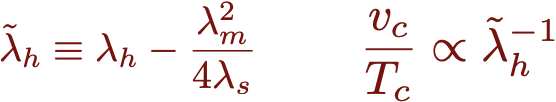 λ̃_h ≡ λ_h − λ_m^2 / 4λ_s    v_c / T_c ∝ λ̃_h^{−1}